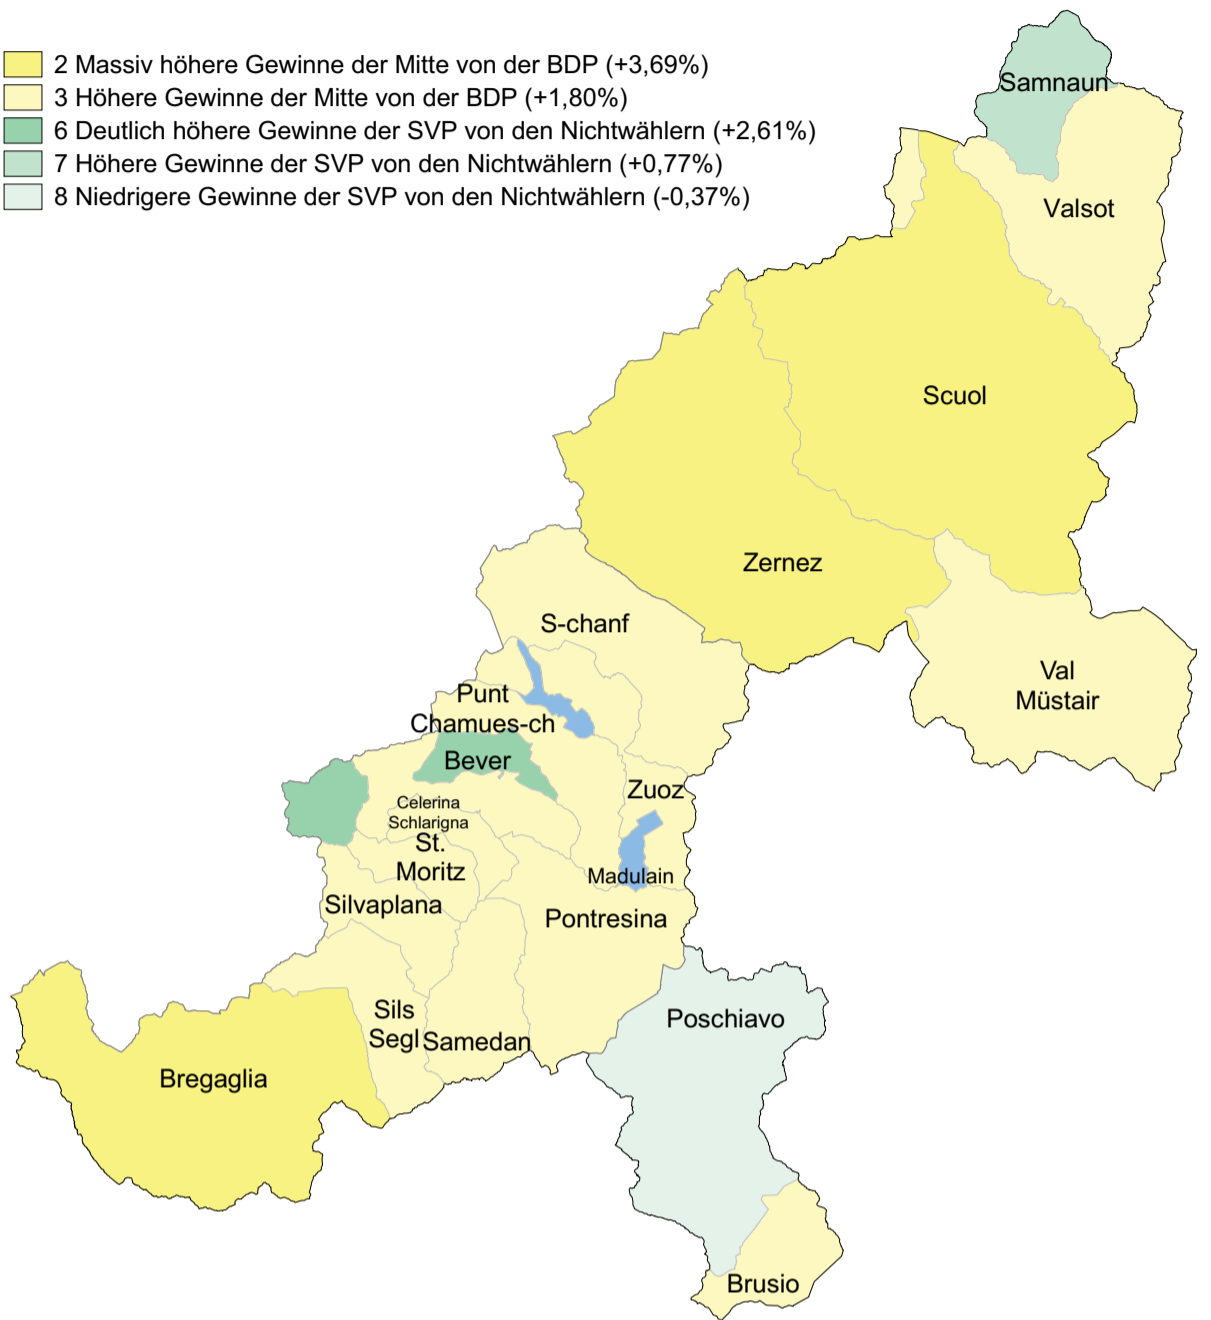 2 Massiv höhere Gewinne der Mitte von der BDP (+3,69%)
3 Höhere Gewinne der Mitte von der BDP (+1,80%)
6 Deutlich höhere Gewinne der SVP von den Nichtwählern (+2,61%)
7 Höhere Gewinne der SVP von den Nichtwählern (+0,77%)
8 Niedrigere Gewinne der SVP von den Nichtwählern (-0,37%)
Samnaun
Valsot
Scuol
Zernez
S-chanf
Val
Müstair
Punt
Chamues-ch
Bever
Zuoz
Celerina
Schlarigna
St.
Moritz
Madulain
Silvaplana
Pontresina
Sils
Segl
Samedan
Poschiavo
Bregaglia
Brusio